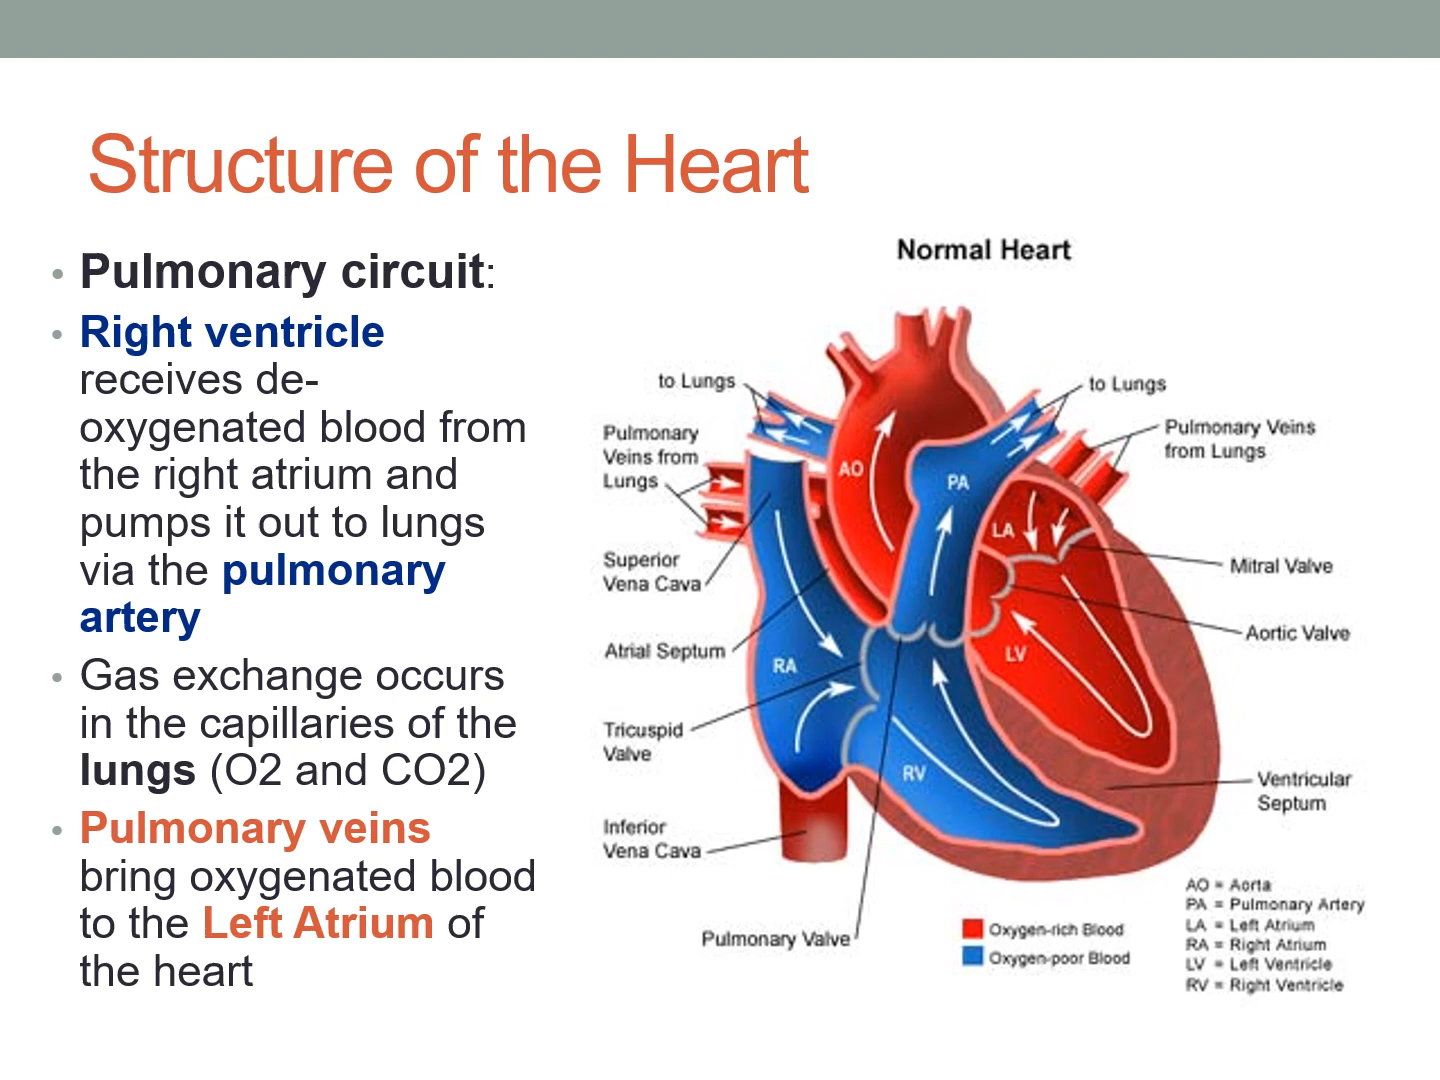 Structure of the Heart
• Pulmonary circuit:
• Right ventricle
receives de-
oxygenated blood from
the right atrium and
pumps it out to lungs
via the pulmonary
artery
• Gas exchange occurs
in the capillaries of the
lungs (O2 and CO2)
• Pulmonary veins
bring oxygenated blood
to the Left Atrium of
the heart
Normal Heart
to Lungs
to Lungs
Pulmonary
Veins from
Lungs
Pulmonary Veins
from Lungs
AO
PA
LA
Superior
Vena Cava
Mitral Valve
Aortic Valve
Atrial Septum
RA
LV
Tricuspid
Valve
RV
Ventricular
Septum
Inferior
Vena Cava
Pulmonary Valve
Oxygen-rich Blood
Oxygen-poor Blood
AO = Aorta
PA = Pulmonary Artery
LA = Left Atrium
RA = Right Atrium
LV = Left Ventricle
RV = Right Ventricle